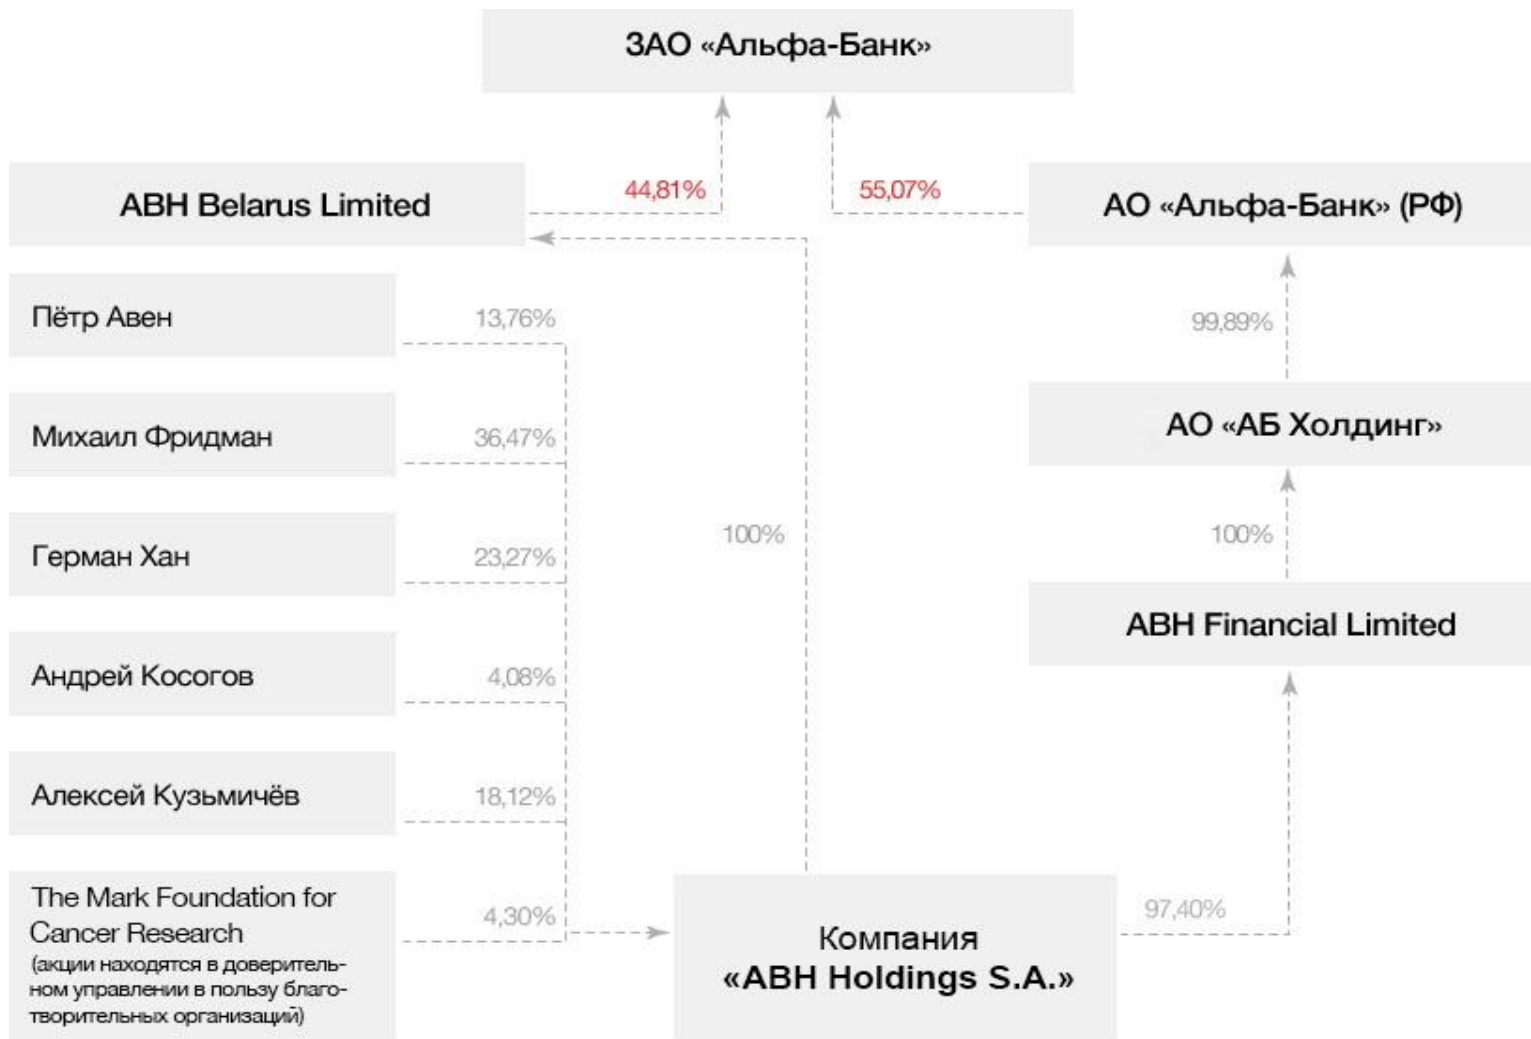 ЗАО «Альфа-Банк»
44,81%
55,07%
ABH Belarus Limited
АО «Альфа-Банк» (РФ)
Пётр Авен
13,76%
99,89%
Михаил Фридман
36,47%
АО «АБ Холдинг»
Герман Хан
23,27%
100%
100%
ABH Financial Limited
Андрей Косогов
4,08%
Алексей Кузьмичёв
18,12%
The Mark Foundation for
Cancer Research
(акции находятся в доверитель-
ном управлении в пользу благо-
творительных организаций)
4,30%
Компания
«ABH Holdings S.A.»
97,40%